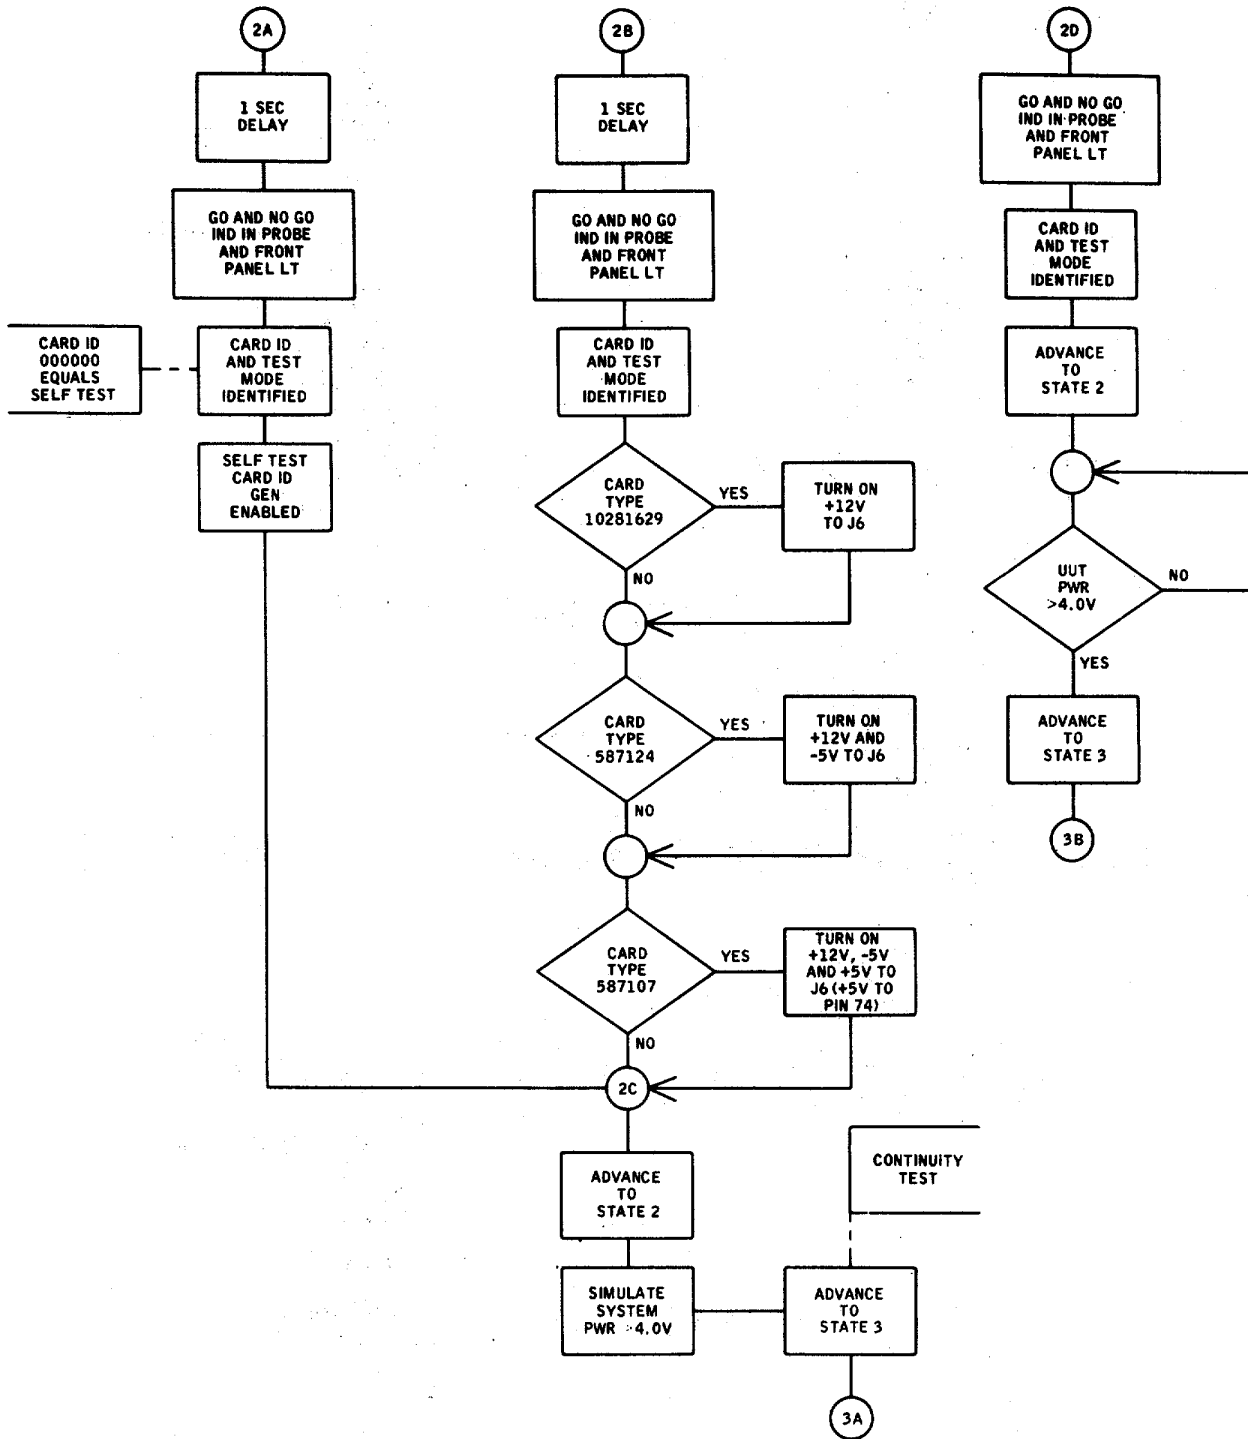 2A
1 SEC
DELAY
GO AND NO GO
IND IN PROBE
AND FRONT
PANEL LT
CARD ID
000000
EQUALS
SELF TEST
CARD ID
AND TEST
MODE
IDENTIFIED
SELF TEST
CARD ID
GEN
ENABLED
2B
1 SEC
DELAY
GO AND NO GO
IND IN PROBE
AND FRONT
PANEL LT
CARD ID
AND TEST
MODE
IDENTIFIED
CARD
TYPE
10281629
YES
TURN ON
+12V
TO J6
NO
CARD
TYPE
587124
YES
TURN ON
+12V AND
-5V TO J6
NO
CARD
TYPE
587107
YES
TURN ON
+12V, -5V
AND +5V TO
J6 (+5V TO
PIN 74)
NO
2C
ADVANCE
TO
STATE 2
SIMULATE
SYSTEM
PWR 4.0V
CONTINUITY
TEST
ADVANCE
TO
STATE 3
3A
2D
GO AND NO GO
IND IN PROBE
AND FRONT
PANEL LT
CARD ID
AND TEST
MODE
IDENTIFIED
ADVANCE
TO
STATE 2
UUT
PWR
>4.0V
NO
YES
ADVANCE
TO
STATE 3
3B